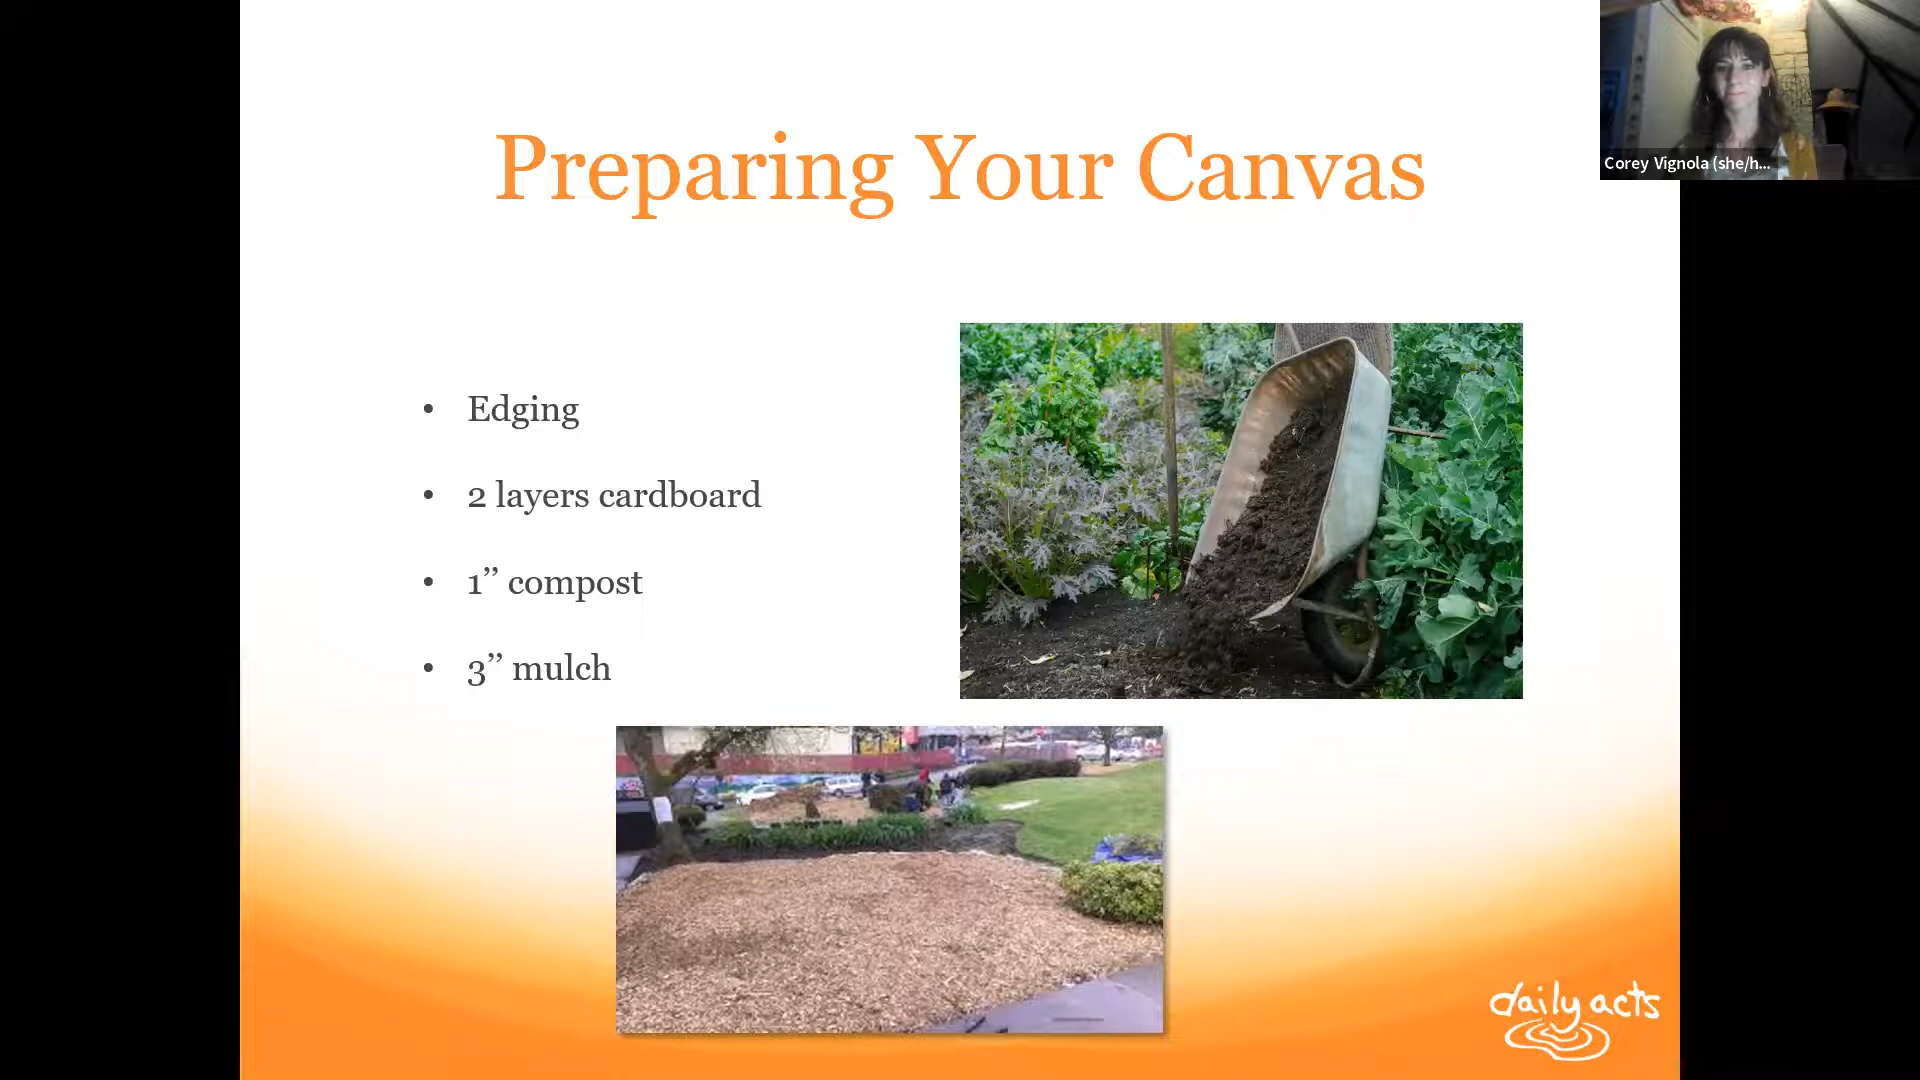 Preparing Your Canvas
Corey Vignola (she/h...
• Edging
• 2 layers cardboard
• 1” compost
• 3” mulch
daily acts